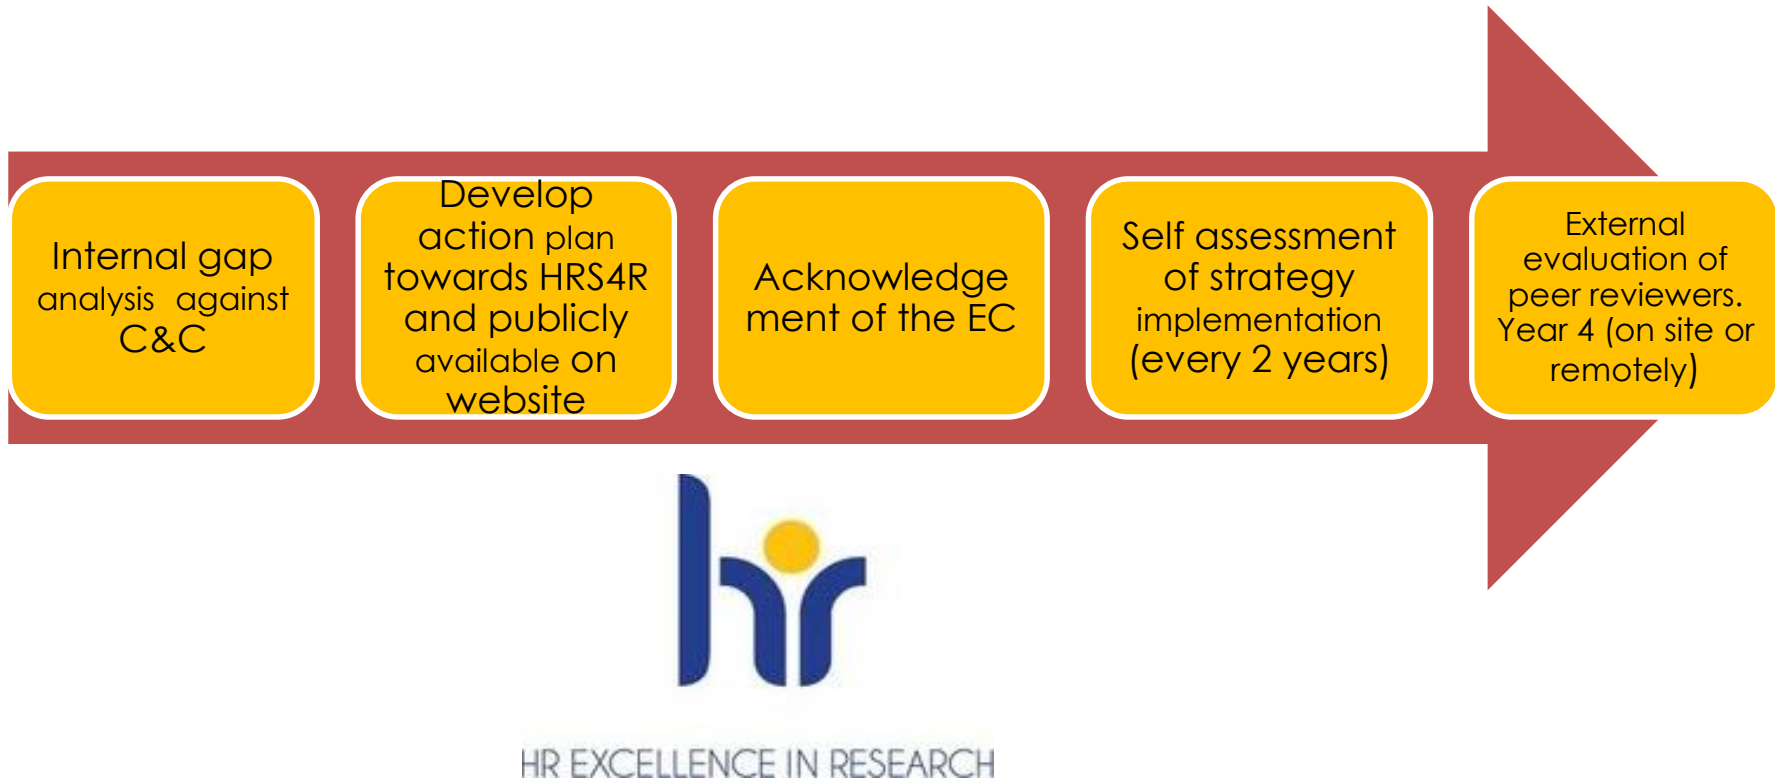 Internal gap
analysis against
C&C
Develop
action plan
towards HRS4R
and publicly
available on
website
Acknowledge
ment of the EC
Self assessment
of strategy
implementation
(every 2 years)
External
evaluation of
peer reviewers.
Year 4 (on site or
remotely)
hr
HR EXCELLENCE IN RESEARCH